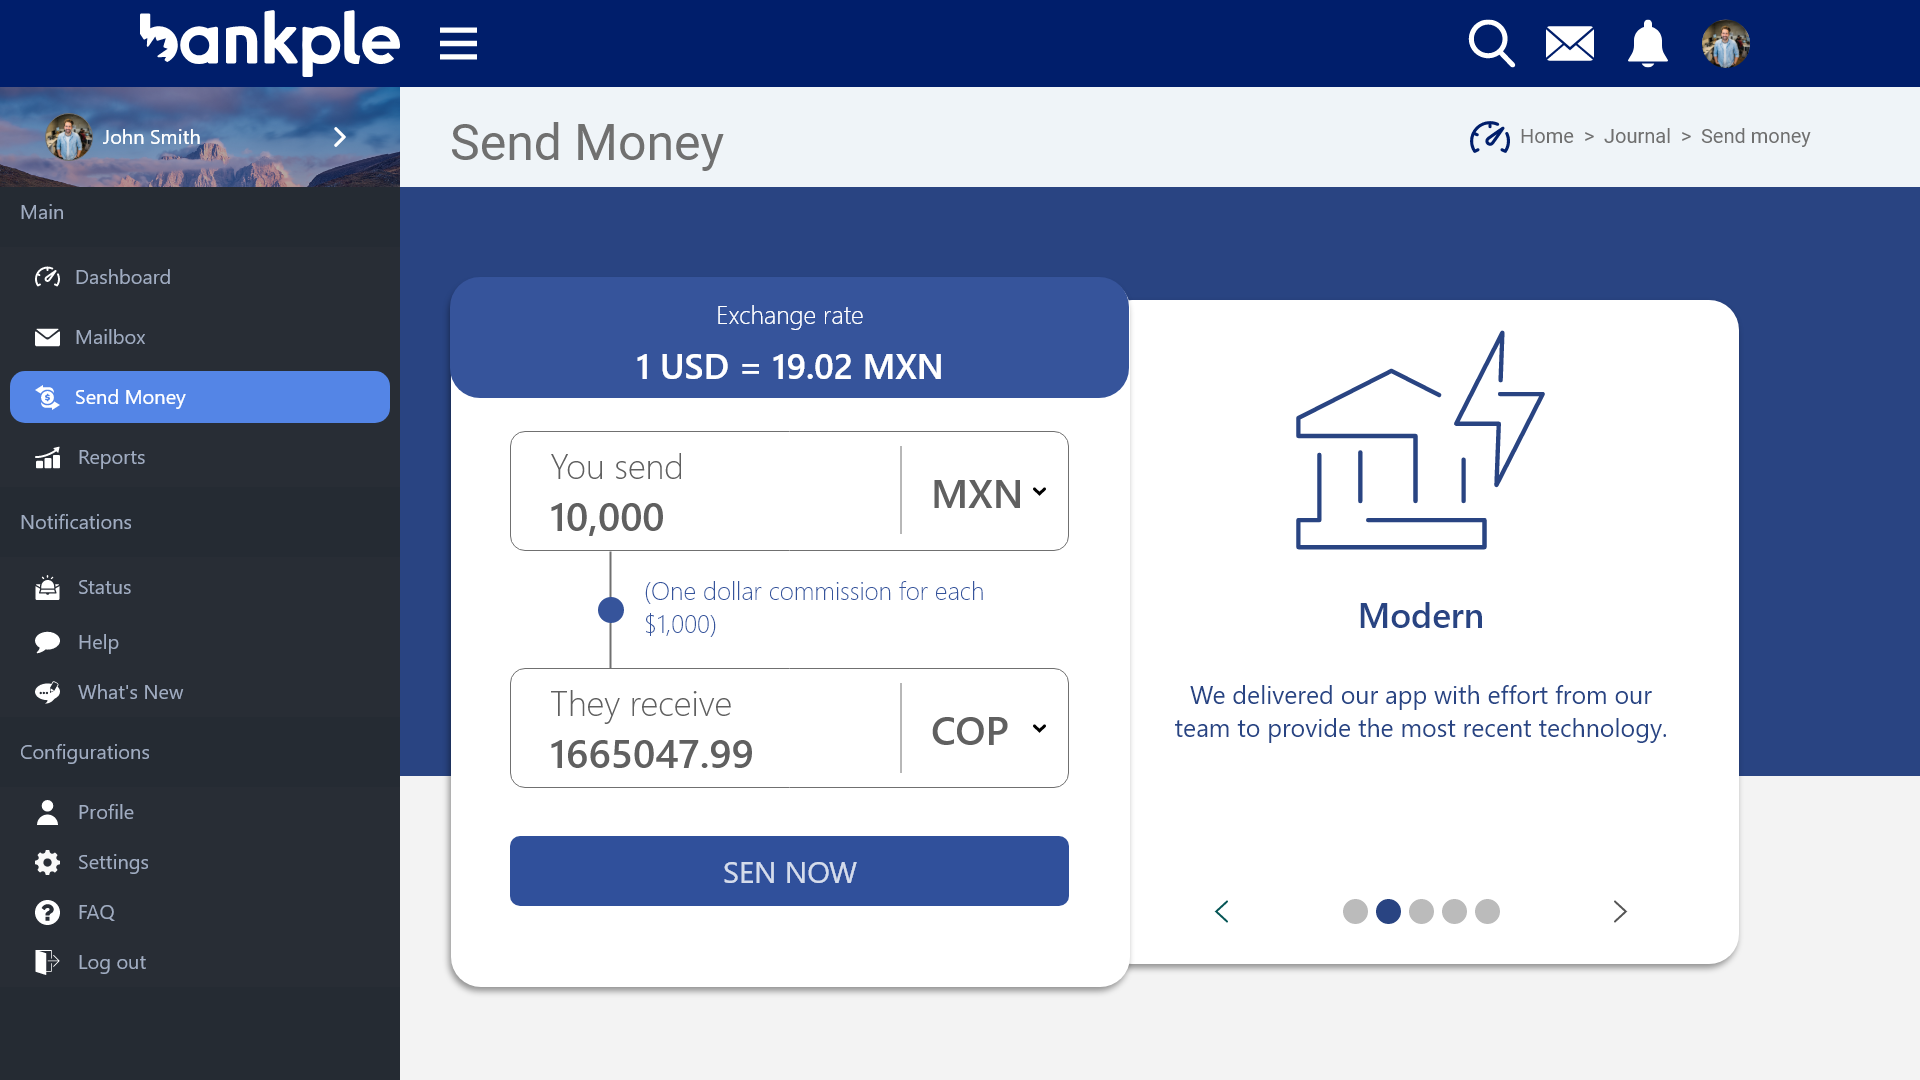 bankple
John Smith
Main
Dashboard
Mailbox
Send Money
Reports
Notifications
Status
Help
What's New
Configurations
Profile
Settings
FAQ
Log out
Send Money
Home > Journal > Send money
Exchange rate
1 USD = 19.02 MXN
You send
10,000
MXN
(One dollar commission for each
$1,000)
They receive
1665047.99
COP
SEN NOW
Modern
We delivered our app with effort from our
team to provide the most recent technology.